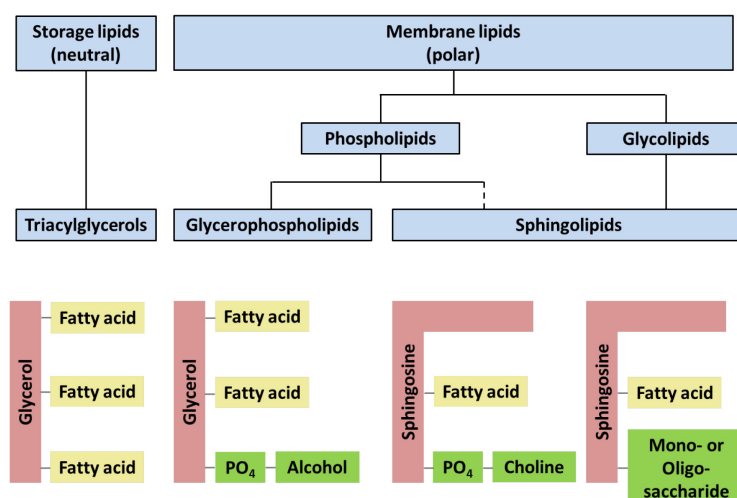 Storage lipids
(neutral)
Membrane lipids
(polar)
Phospholipids
Glycolipids
Triacylglycerols
Glycerophospholipids
Sphingolipids
Glycerol
Fatty acid
Fatty acid
Fatty acid
Glycerol
Fatty acid
Fatty acid
PO4
Alcohol
Sphingosine
Fatty acid
PO4
Choline
Sphingosine
Fatty acid
Mono- or
Oligo-
saccharide